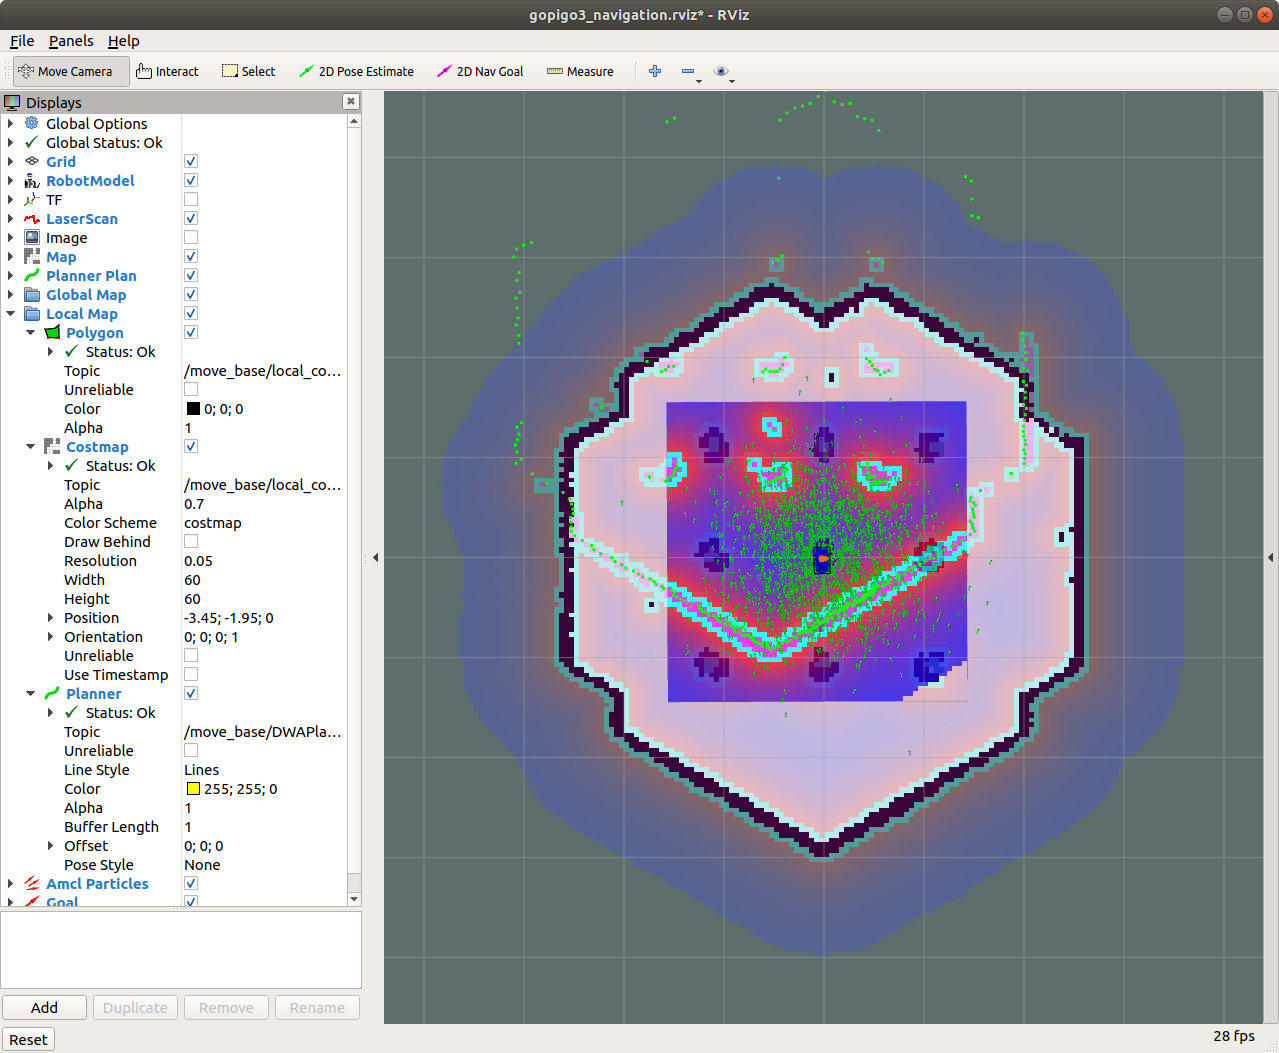 gopigo3_navigation.rviz* - RViz
File Panels Help
Move Camera Interact Select 2D Pose Estimate 2D Nav Goal Measure
Displays
Global Options
Global Status: Ok
Grid
RobotModel
TF
LaserScan
Image
Map
Planner Plan
Global Map
Local Map
Polygon
Status: Ok
Topic /move_base/local_co...
Unreliable
Color 0; 0; 0
Alpha 1
Costmap
Status: Ok
Topic /move_base/local_co...
Alpha 0.7
Color Scheme costmap
Draw Behind
Resolution 0.05
Width 60
Height 60
Position -3.45; -1.95; 0
Orientation 0; 0; 0; 1
Unreliable
Use Timestamp
Planner
Status: Ok
Topic /move_base/DWAPla...
Unreliable
Line Style Lines
Color 255; 255; 0
Alpha 1
Buffer Length 1
Offset 0; 0; 0
Pose Style None
Amcl Particles
Goal
Add Duplicate Remove Rename
Reset 28 fps